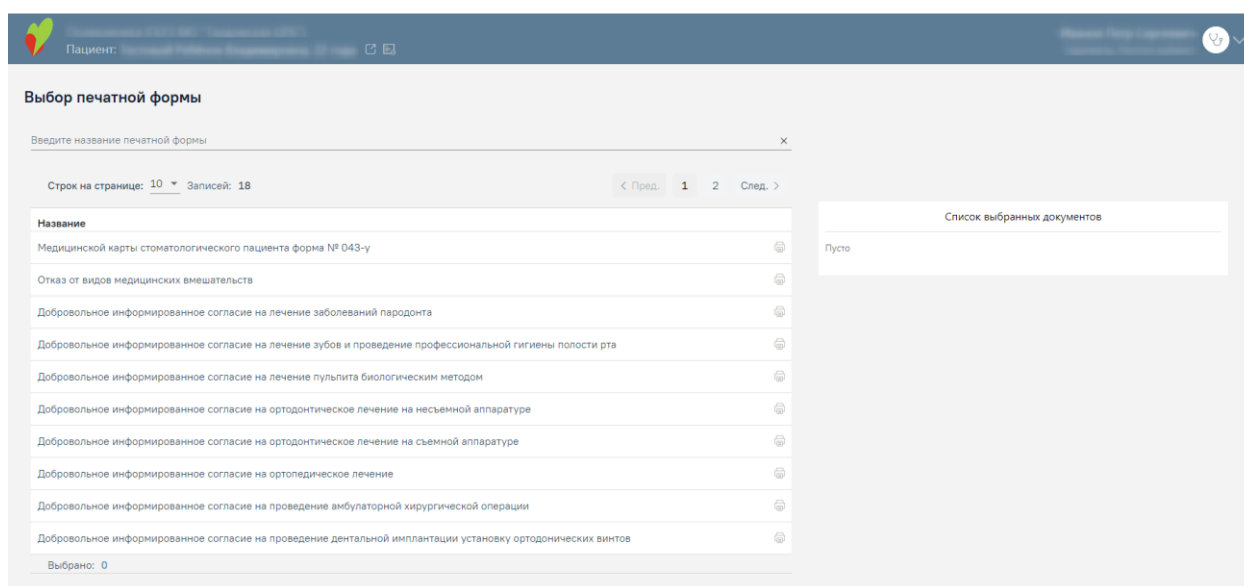 Пациент:
Выбор печатной формы
Введите название печатной формы
Строк на странице: 10 Записей: 18 < Пред. 1 2 След. >
Название
Медицинской карты стоматологического пациента форма № 043-у
Отказ от видов медицинских вмешательств
Добровольное информированное согласие на лечение заболеваний пародонта
Добровольное информированное согласие на лечение зубов и проведение профессиональной гигиены полости рта
Добровольное информированное согласие на лечение пульпита биологическим методом
Добровольное информированное согласие на ортодонтическое лечение на несъемной аппаратуре
Добровольное информированное согласие на ортодонтическое лечение на съемной аппаратуре
Добровольное информированное согласие на ортопедическое лечение
Добровольное информированное согласие на проведение амбулаторной хирургической операции
Добровольное информированное согласие на проведение дентальной имплантации установку ортодонических винтов
Выбрано: 0
Список выбранных документов
Пусто